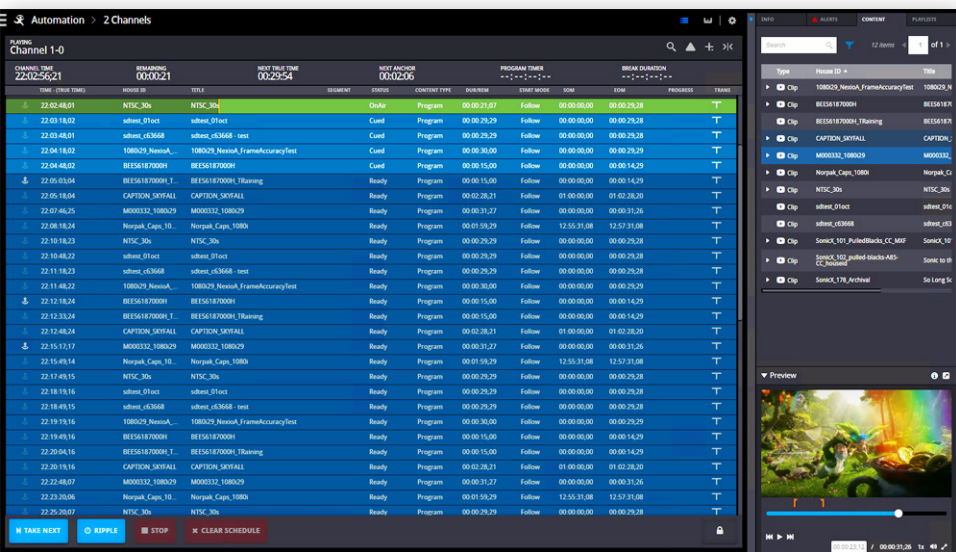 Automation > 2 Channels
PLAYING
Channel 1-0
CHANNEL TIME REMAINING NEXT TRUE TIME NEXT ANCHOR PROGRAM TIMER BREAK DURATION
22:02:56;21 00:00:21 00:29:54 00:02:06 --:--:--:-- --:--:--:--
TIME - (TRUE TIME) HOUSE ID TITLE SEGMENT STATUS CONTENT TYPE DUR/REM START MODE SOM EOM PROGRESS TRANS
22:02:48;01 NTSC_30s NTSC_30s OnAir Program 00:00:21;07 Follow 00:00:00;00 00:00:29;28
22:03:18;02 sdtest_01oct sdtest_01oct Cued Program 00:00:29;29 Follow 00:00:00;00 00:00:29;28
22:03:48;01 sdtest_c63668 sdtest_c63668 - test Cued Program 00:00:29;29 Follow 00:00:00;00 00:00:29;28
22:04:18;02 1080i29_NexioA_... 1080i29_NexioA_FrameAccuracyTest Cued Program 00:00:30;00 Follow 00:00:00;00 00:00:29;29
22:04:48;02 BEES6187000H BEES6187000H Cued Program 00:00:15;00 Follow 00:00:00;00 00:00:14;29
22:05:03;04 BEES6187000H_T... BEES6187000H_TRaining Ready Program 00:00:15;00 Follow 00:00:00;00 00:00:14;29
22:05:18;04 CAPTION_SKYFALL CAPTION_SKYFALL Ready Program 00:02:28;21 Follow 01:00:00;00 01:02:28;20
22:07:46;25 M000332_1080i29 M000332_1080i29 Ready Program 00:00:31;27 Follow 00:00:00;00 00:00:31;26
22:08:18;24 Norpak_Caps_10... Norpak_Caps_1080i Ready Program 00:01:59;29 Follow 12:55:31;08 12:57:31;08
22:10:18;23 NTSC_30s NTSC_30s Ready Program 00:00:29;29 Follow 00:00:00;00 00:00:29;28
22:10:48;22 sdtest_01oct sdtest_01oct Ready Program 00:00:29;29 Follow 00:00:00;00 00:00:29;28
22:11:18;23 sdtest_c63668 sdtest_c63668 - test Ready Program 00:00:29;29 Follow 00:00:00;00 00:00:29;28
22:11:48;22 1080i29_NexioA_... 1080i29_NexioA_FrameAccuracyTest Ready Program 00:00:30;00 Follow 00:00:00;00 00:00:29;29
22:12:18;24 BEES6187000H BEES6187000H Ready Program 00:00:15;00 Follow 00:00:00;00 00:00:14;29
22:12:33;24 BEES6187000H_T... BEES6187000H_TRaining Ready Program 00:00:15;00 Follow 00:00:00;00 00:00:14;29
22:12:48;24 CAPTION_SKYFALL CAPTION_SKYFALL Ready Program 00:02:28;21 Follow 01:00:00;00 01:02:28;20
22:15:17;17 M000332_1080i29 M000332_1080i29 Ready Program 00:00:31;27 Follow 00:00:00;00 00:00:31;26
22:15:49;14 Norpak_Caps_10... Norpak_Caps_1080i Ready Program 00:01:59;29 Follow 12:55:31;08 12:57:31;08
22:17:49;15 NTSC_30s NTSC_30s Ready Program 00:00:29;29 Follow 00:00:00;00 00:00:29;28
22:18:19;16 sdtest_01oct sdtest_01oct Ready Program 00:00:29;29 Follow 00:00:00;00 00:00:29;28
22:18:49;15 sdtest_c63668 sdtest_c63668 - test Ready Program 00:00:29;29 Follow 00:00:00;00 00:00:29;28
22:19:19;16 1080i29_NexioA_... 1080i29_NexioA_FrameAccuracyTest Ready Program 00:00:30;00 Follow 00:00:00;00 00:00:29;29
22:19:49;16 BEES6187000H BEES6187000H Ready Program 00:00:15;00 Follow 00:00:00;00 00:00:14;29
22:20:04;16 BEES6187000H_T... BEES6187000H_TRaining Ready Program 00:00:15;00 Follow 00:00:00;00 00:00:14;29
22:20:19;16 CAPTION_SKYFALL CAPTION_SKYFALL Ready Program 00:02:28;21 Follow 01:00:00;00 01:02:28;20
22:22:48;07 M000332_1080i29 M000332_1080i29 Ready Program 00:00:31;27 Follow 00:00:00;00 00:00:31;26
22:23:20;06 Norpak_Caps_10... Norpak_Caps_1080i Ready Program 00:01:59;29 Follow 12:55:31;08 12:57:31;08
22:25:20;07 NTSC_30s NTSC_30s Ready Program 00:00:29;29 Follow 00:00:00;00 00:00:29;28
TAKE NEXT RIPPLE STOP CLEAR SCHEDULE
INFO ALERTS CONTENT PLAYLISTS
Search 12 items 1 of 1
Type House ID Title
Clip 1080i29_NexioA_FrameAccuracyTest 1080i29_N
Clip BEES6187000H BEES6187
Clip BEES6187000H_TRaining BEES6187
Clip CAPTION_SKYFALL CAPTION_
Clip M000332_1080i29 M000332_
Clip Norpak_Caps_1080i Norpak_Ca
Clip NTSC_30s NTSC_30s
Clip sdtest_01oct sdtest_01o
Clip sdtest_c63668 sdtest_c63
Clip SonicX_101_PulledBlacks_CC_MXF SonicX_10
Clip SonicX_102_pulled-blacks-A85-CC_houseid Sonic to th
Clip SonicX_178_Archival So Long So
Preview
00:00:23;12 / 00:00:31;26 1x